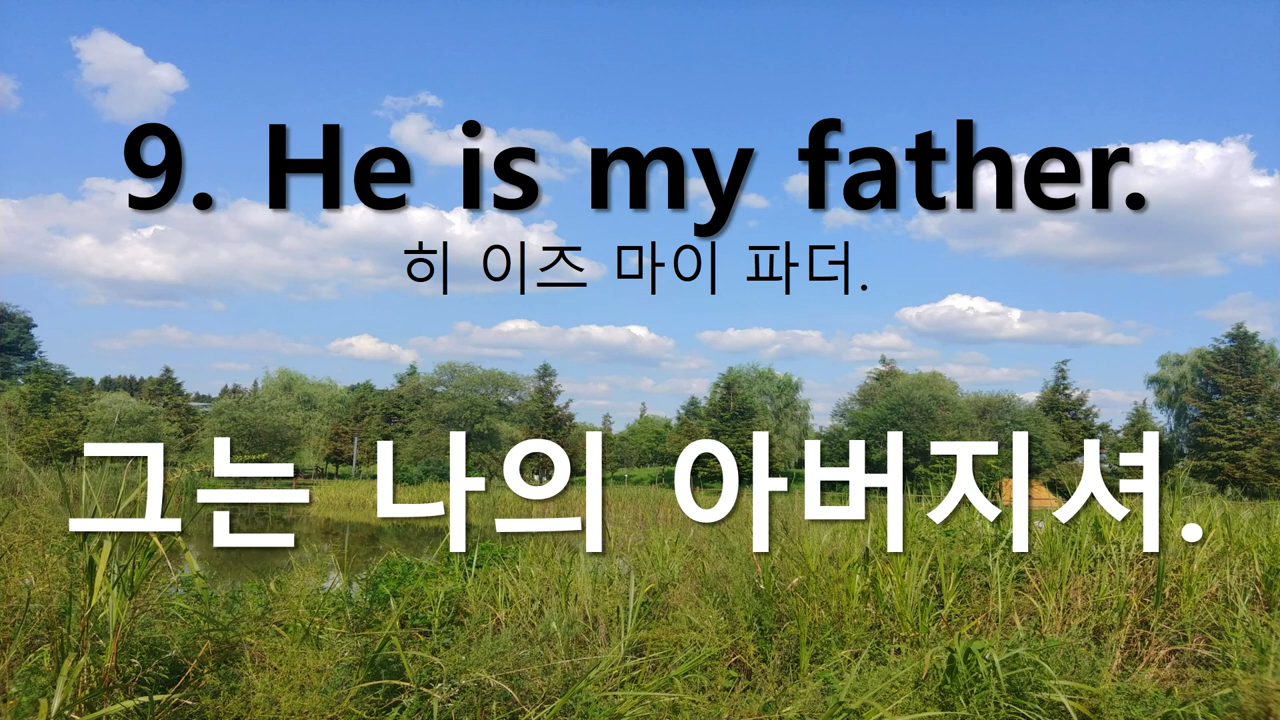 9. He is my father.
히 이즈 마이 파더.
그는 나의 아버지셔.